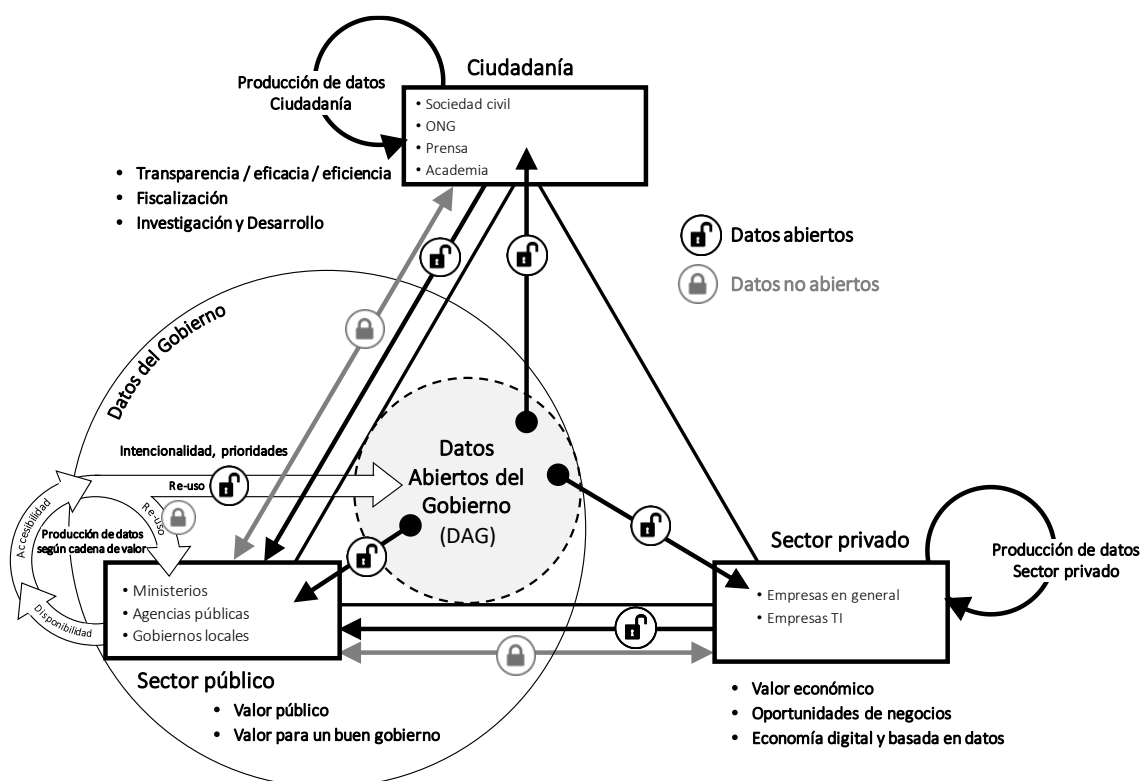 Ciudadanía
Producción de datos
Ciudadanía
• Sociedad civil
• ONG
• Prensa
• Academia
• Transparencia / eficacia / eficiencia
• Fiscalización
• Investigación y Desarrollo
Datos abiertos
Datos no abiertos
Datos del Gobierno
Intencionalidad, prioridades
Re-uso
Re-uso
Accesibilidad
Producción de datos
según cadena de valor
Disponibilidad
Datos
Abiertos del
Gobierno
(DAG)
• Ministerios
• Agencias públicas
• Gobiernos locales
Sector público
• Valor público
• Valor para un buen gobierno
Sector privado
Producción de datos
Sector privado
• Empresas en general
• Empresas TI
• Valor económico
• Oportunidades de negocios
• Economía digital y basada en datos